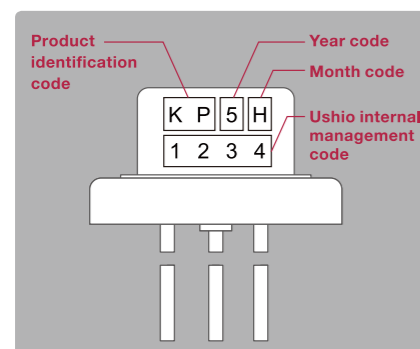 Product
identification
code
Year code
Month code
K P 5 H
1 2 3 4
Ushio internal
management
code